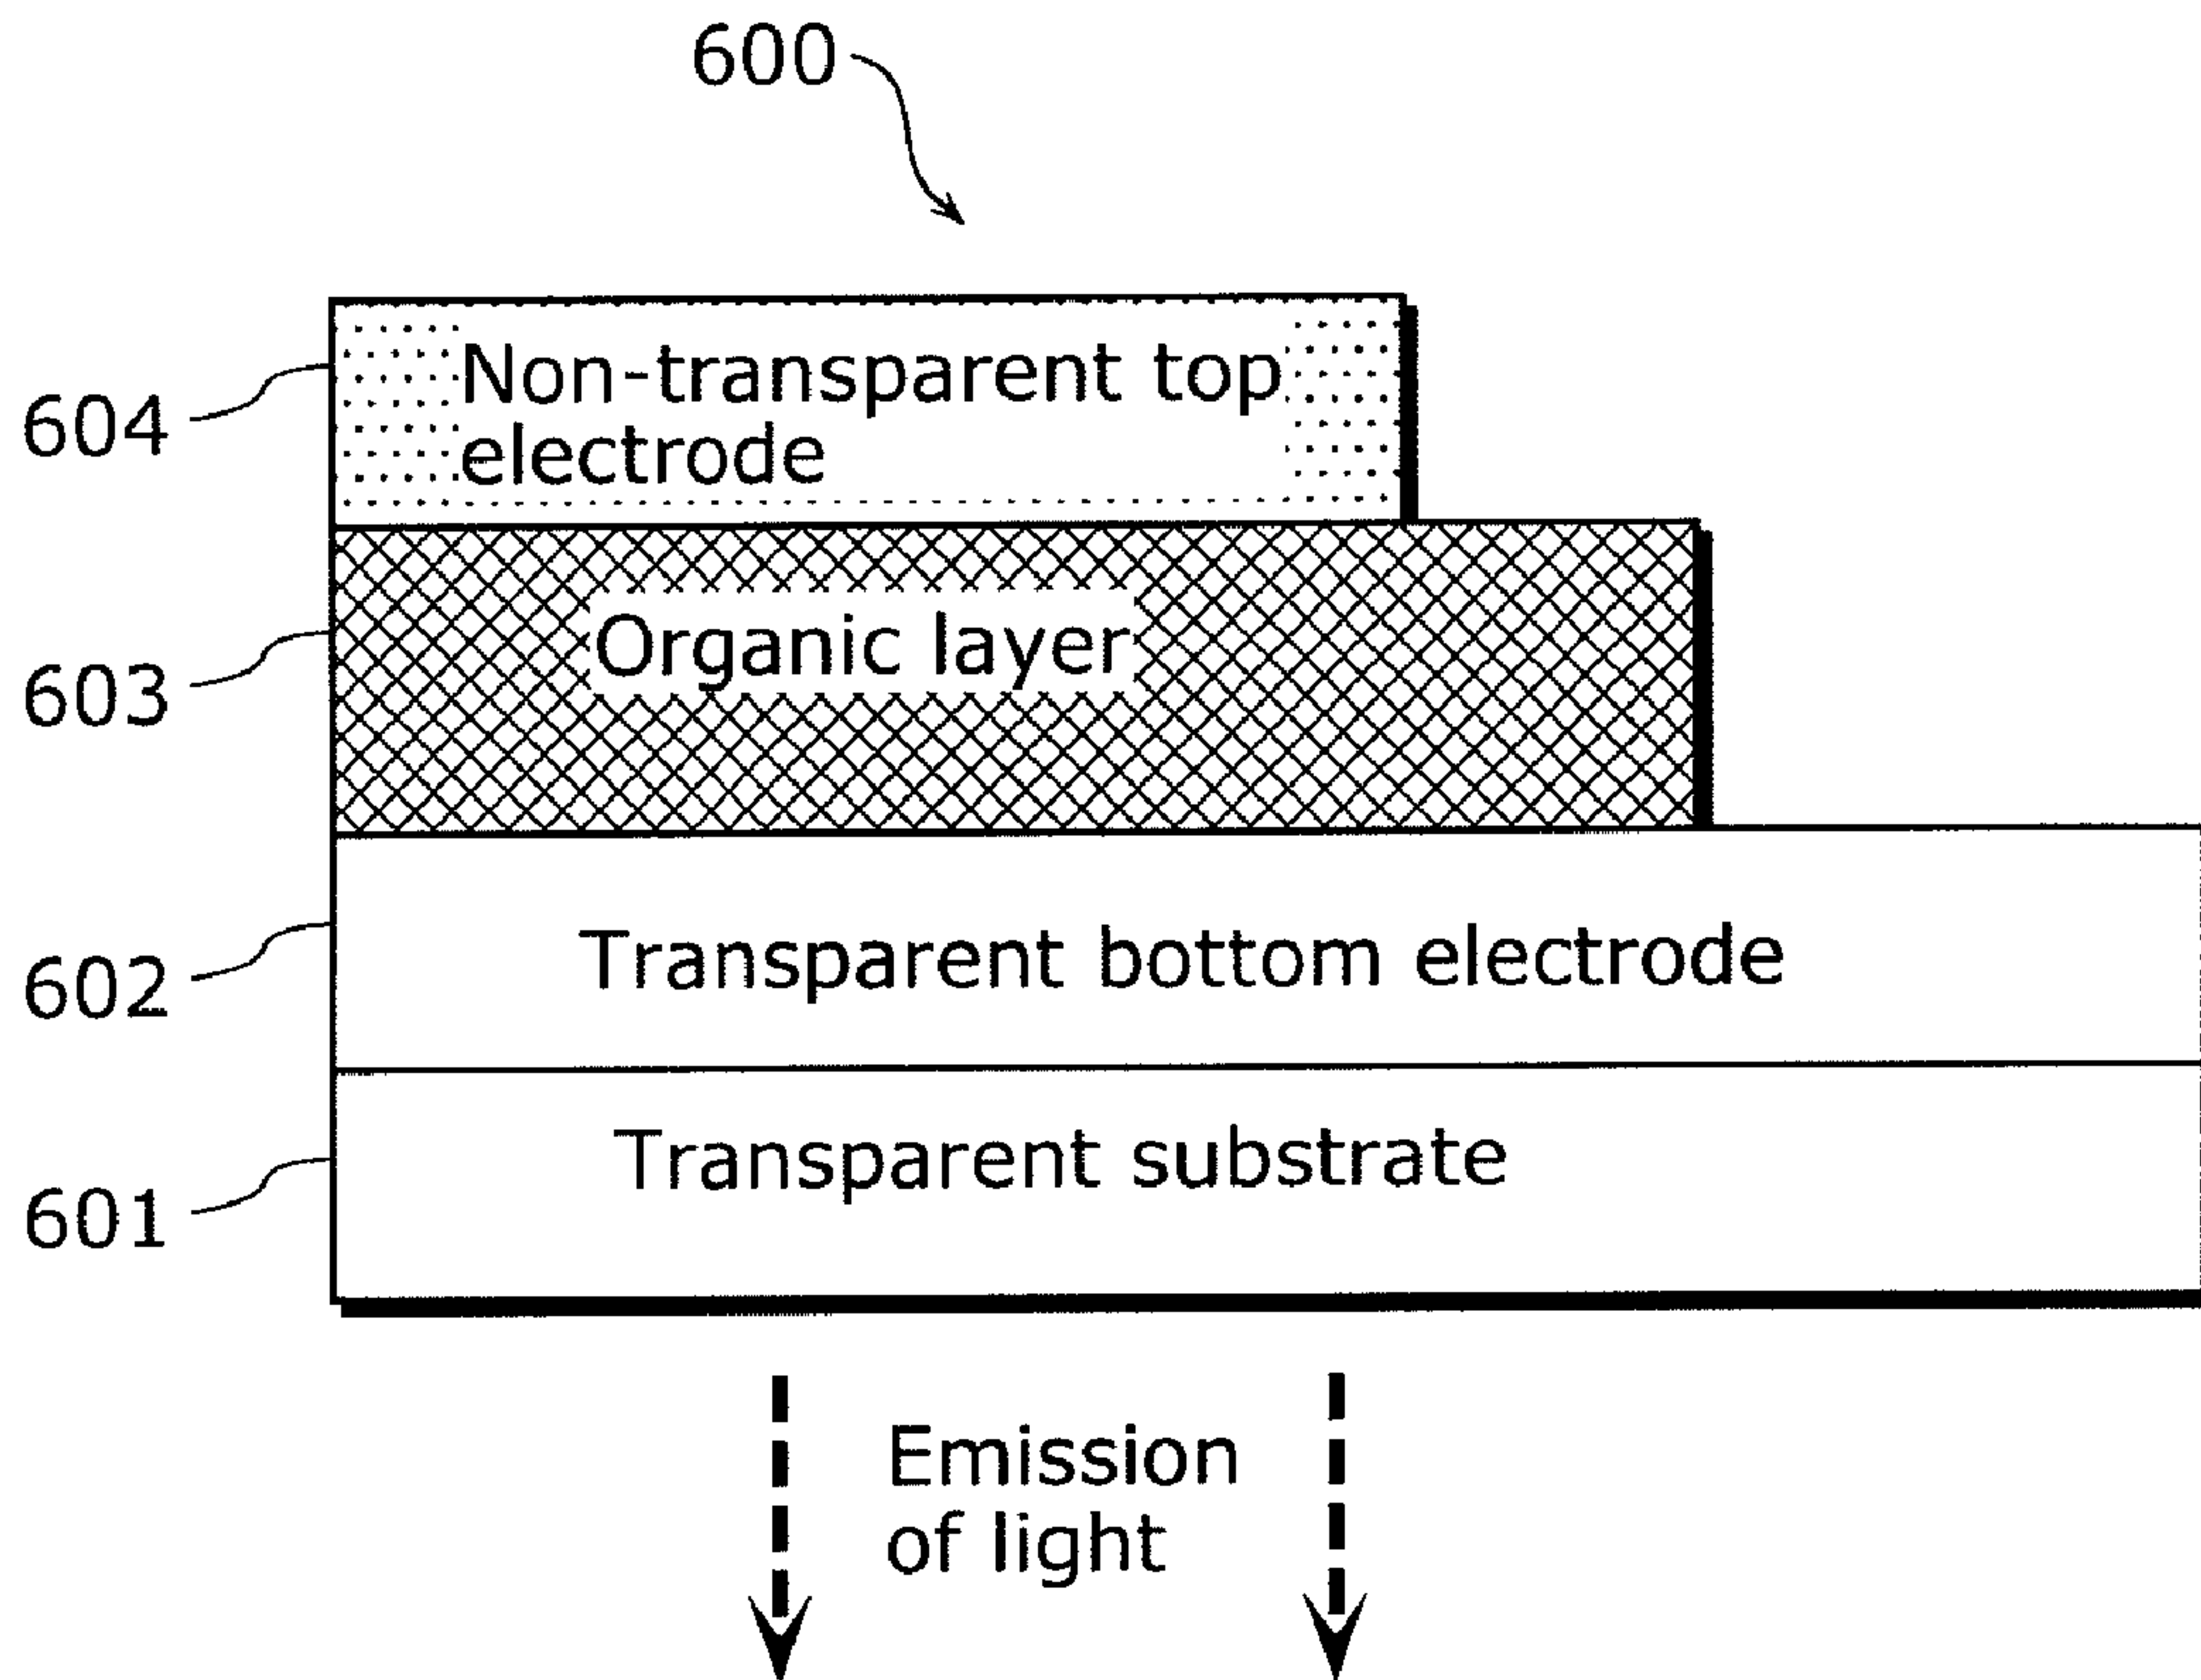 600
604
Non-transparent top
electrode
603
Organic layer
602
Transparent bottom electrode
601
Transparent substrate
Emission
of light